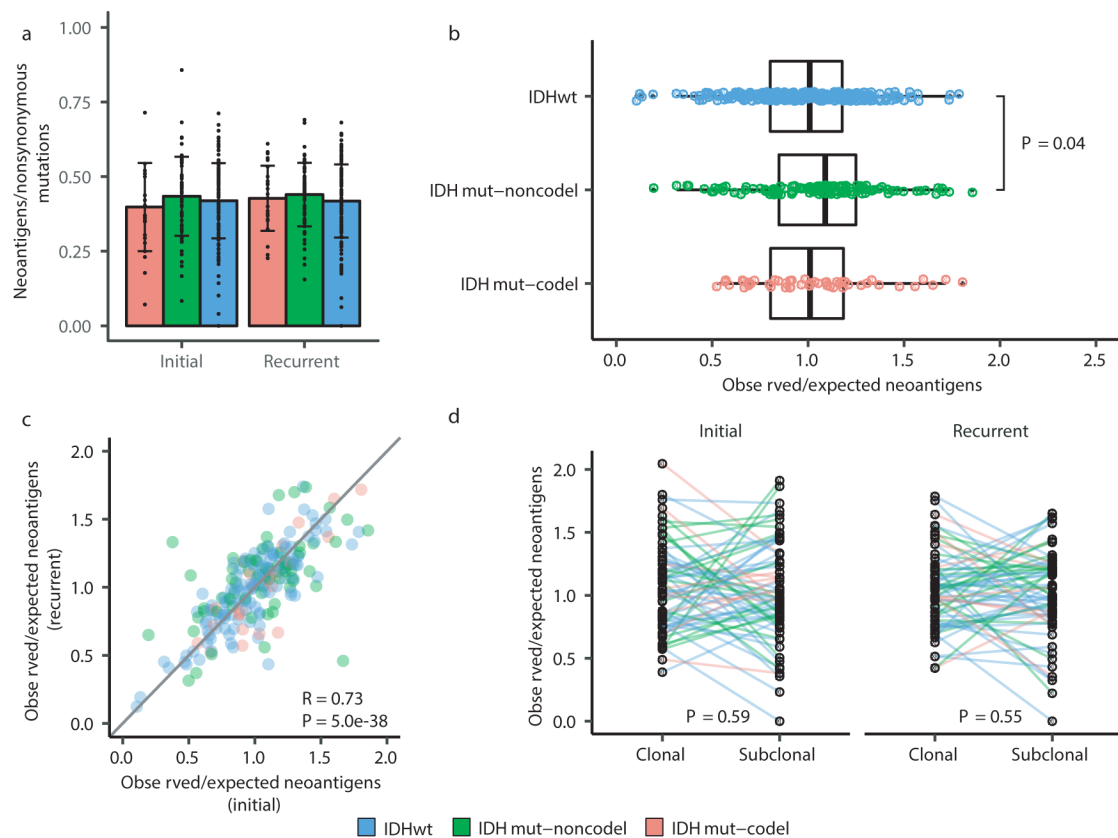 a
1.00
0.75
0.50
0.25
0.00
Neoantigens/nonsynonymous
mutations
Initial
Recurrent
b
IDHwt
IDH mut−noncodel
IDH mut−codel
P = 0.04
0.0
0.5
1.0
1.5
2.0
2.5
Obse rved/expected neoantigens
c
2.0
1.5
1.0
0.5
0.0
Obse rved/expected neoantigens
(recurrent)
R = 0.73
P = 5.0e-38
0.0
0.5
1.0
1.5
2.0
Obse rved/expected neoantigens
(initial)
d
Initial
Recurrent
2.0
1.5
1.0
0.5
0.0
Obse rved/expected neoantigens
P = 0.59
P = 0.55
Clonal
Subclonal
Clonal
Subclonal
IDHwt
IDH mut−noncodel
IDH mut−codel